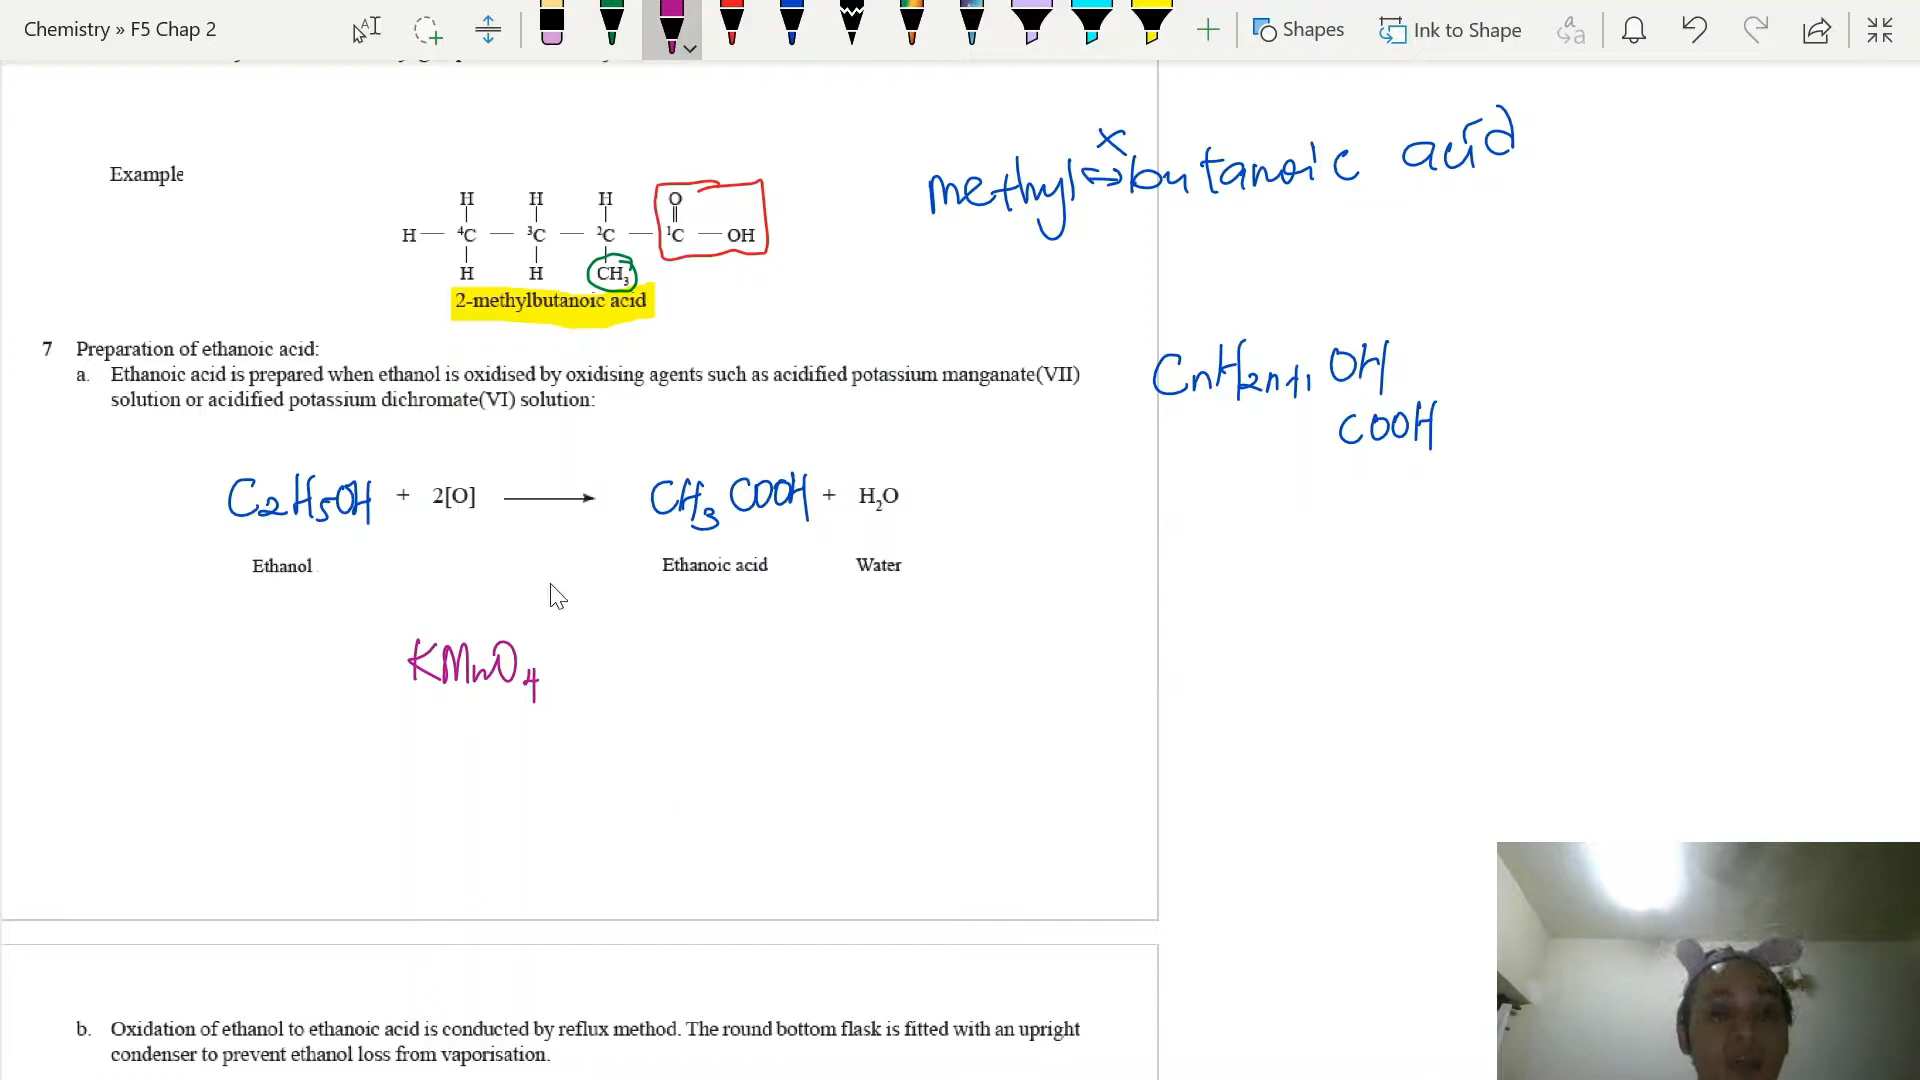 Chemistry » F5 Chap 2
Shapes
Ink to Shape
Example
methyl↔butanoic acid
x
H H H O
H — ⁴C — ³C — ²C — ¹C — OH
H H CH₃
2-methylbutanoic acid
7 Preparation of ethanoic acid:
a. Ethanoic acid is prepared when ethanol is oxidised by oxidising agents such as acidified potassium manganate(VII)
solution or acidified potassium dichromate(VI) solution:
CnH2n+1 OH
COOH
C₂H₅OH + 2[O] ⟶ CH₃COOH + H₂O
Ethanol Ethanoic acid Water
KMnO₄
b. Oxidation of ethanol to ethanoic acid is conducted by reflux method. The round bottom flask is fitted with an upright
condenser to prevent ethanol loss from vaporisation.